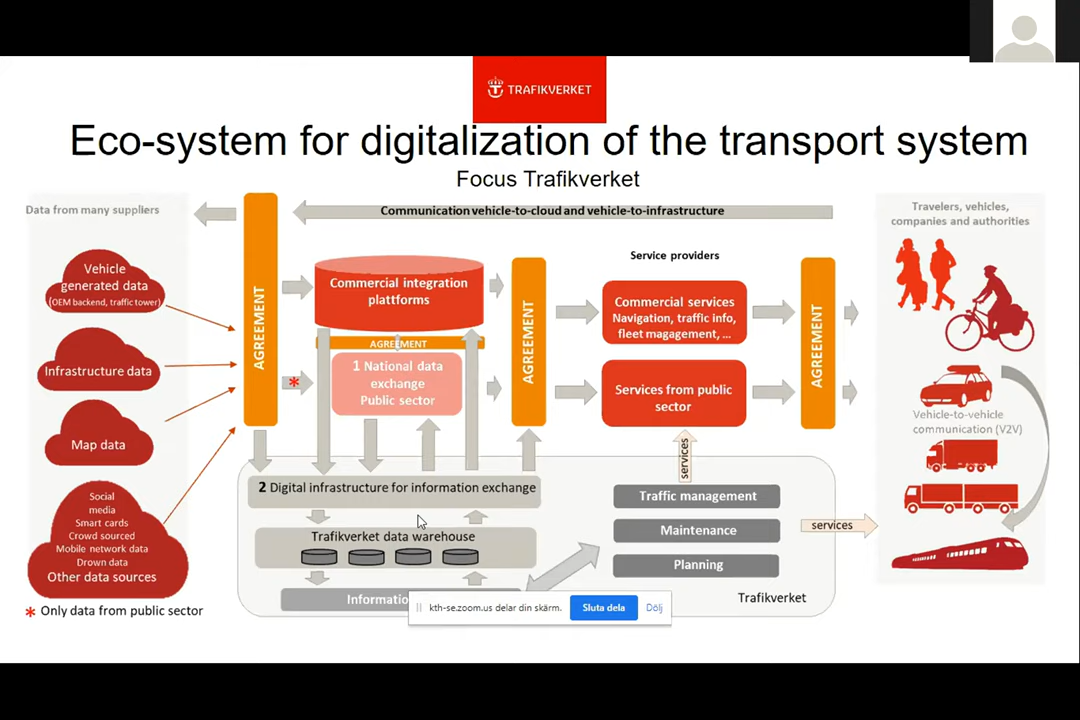 TRAFIKVERKET
Eco-system for digitalization of the transport system
Focus Trafikverket
Data from many suppliers
Vehicle
generated data
(OEM backend, traffic tower)
Infrastructure data
Map data
Social
media
Smart cards
Crowd sourced
Mobile network data
Drown data
Other data sources
* Only data from public sector
AGREEMENT
Communication vehicle-to-cloud and vehicle-to-infrastructure
Commercial integration
plattforms
AGREEMENT
*
1 National data
exchange
Public sector
AGREEMENT
Service providers
Commercial services
Navigation, traffic info,
fleet magagement, ...
Services from public
sector
AGREEMENT
2 Digital infrastructure for information exchange
Trafikverket data warehouse
services
Traffic management
Maintenance
Planning
services
Trafikverket
kth-se.zoom.us delar din skärm.
Sluta dela
Dölj
Travelers, vehicles,
companies and authorities
Vehicle-to-vehicle
communication (V2V)